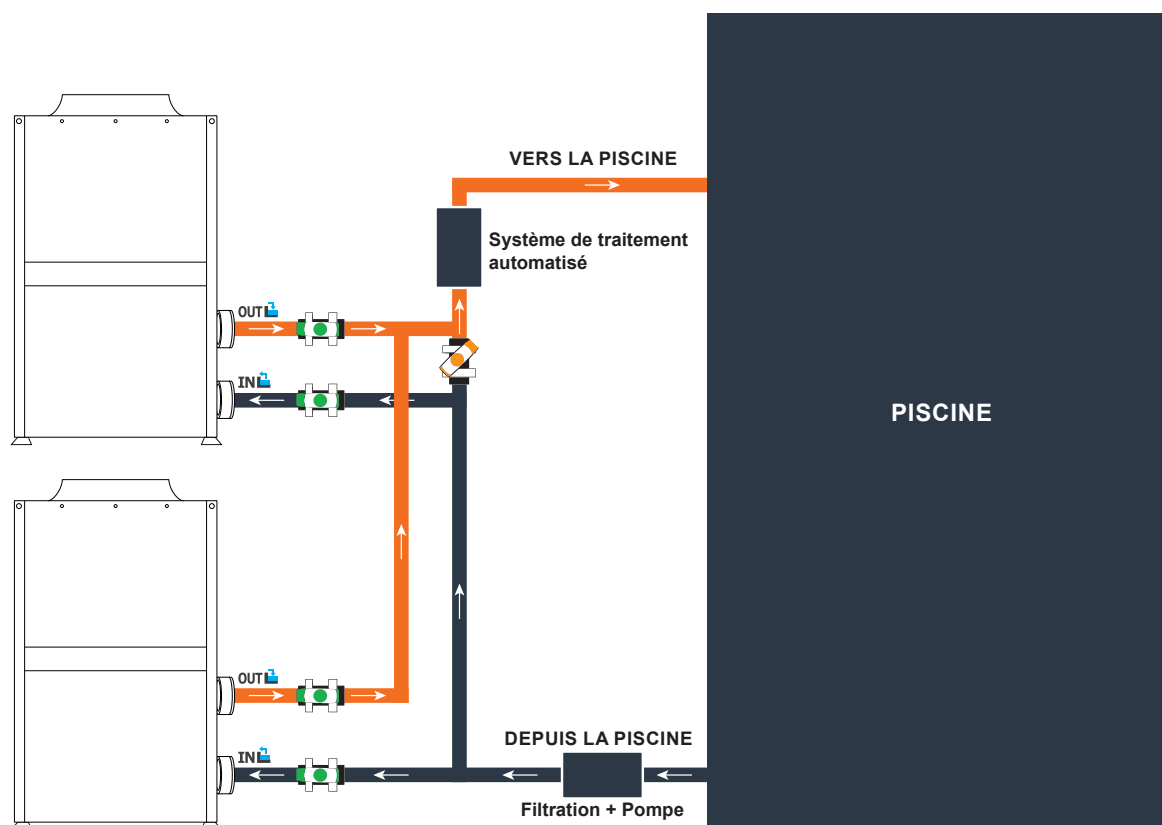 VERS LA PISCINE
Système de traitement
automatisé
OUT
IN
PISCINE
OUT
DEPUIS LA PISCINE
IN
Filtration + Pompe